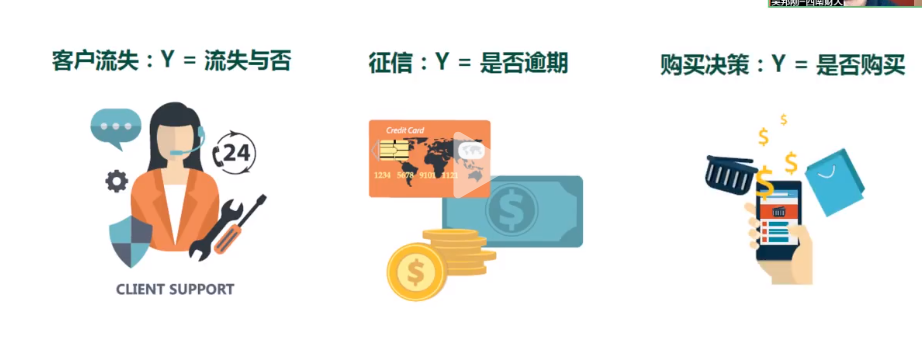 客户流失：Y = 流失与否
征信：Y = 是否逾期
购买决策：Y = 是否购买
24
Credit Card
1234 5678 9101 1121
CLIENT SUPPORT